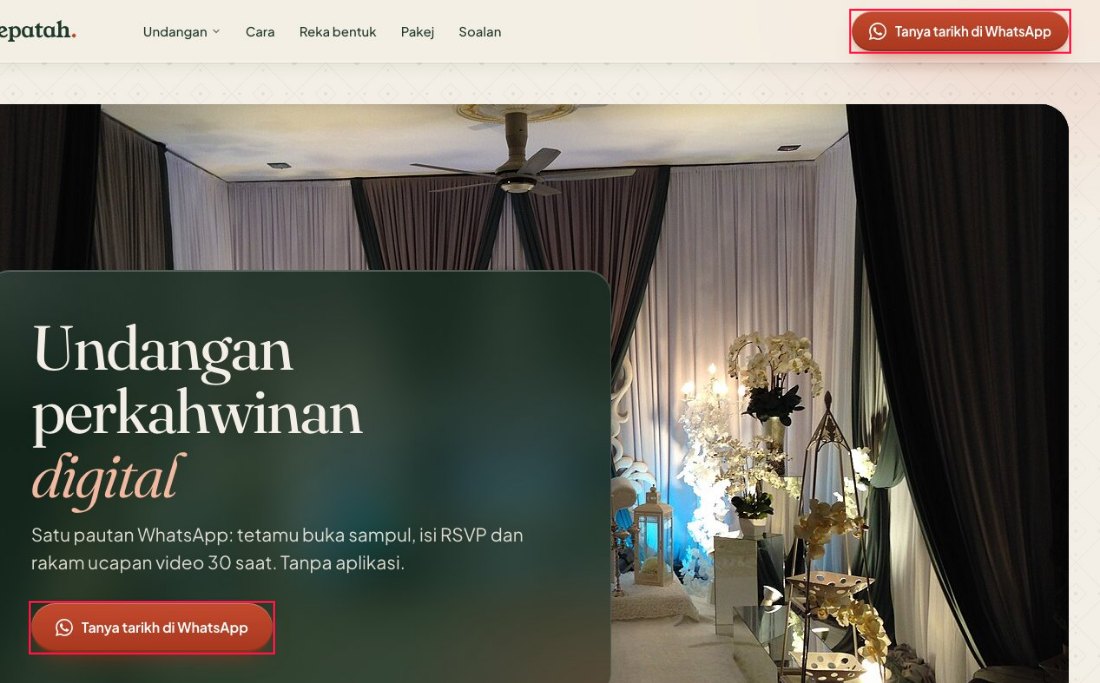 epatah.
Undangan
Cara
Reka bentuk
Pakej
Soalan
Tanya tarikh di WhatsApp
Undangan
perkahwinan
digital
Satu pautan WhatsApp: tetamu buka sampul, isi RSVP dan
rakam ucapan video 30 saat. Tanpa aplikasi.
Tanya tarikh di WhatsApp